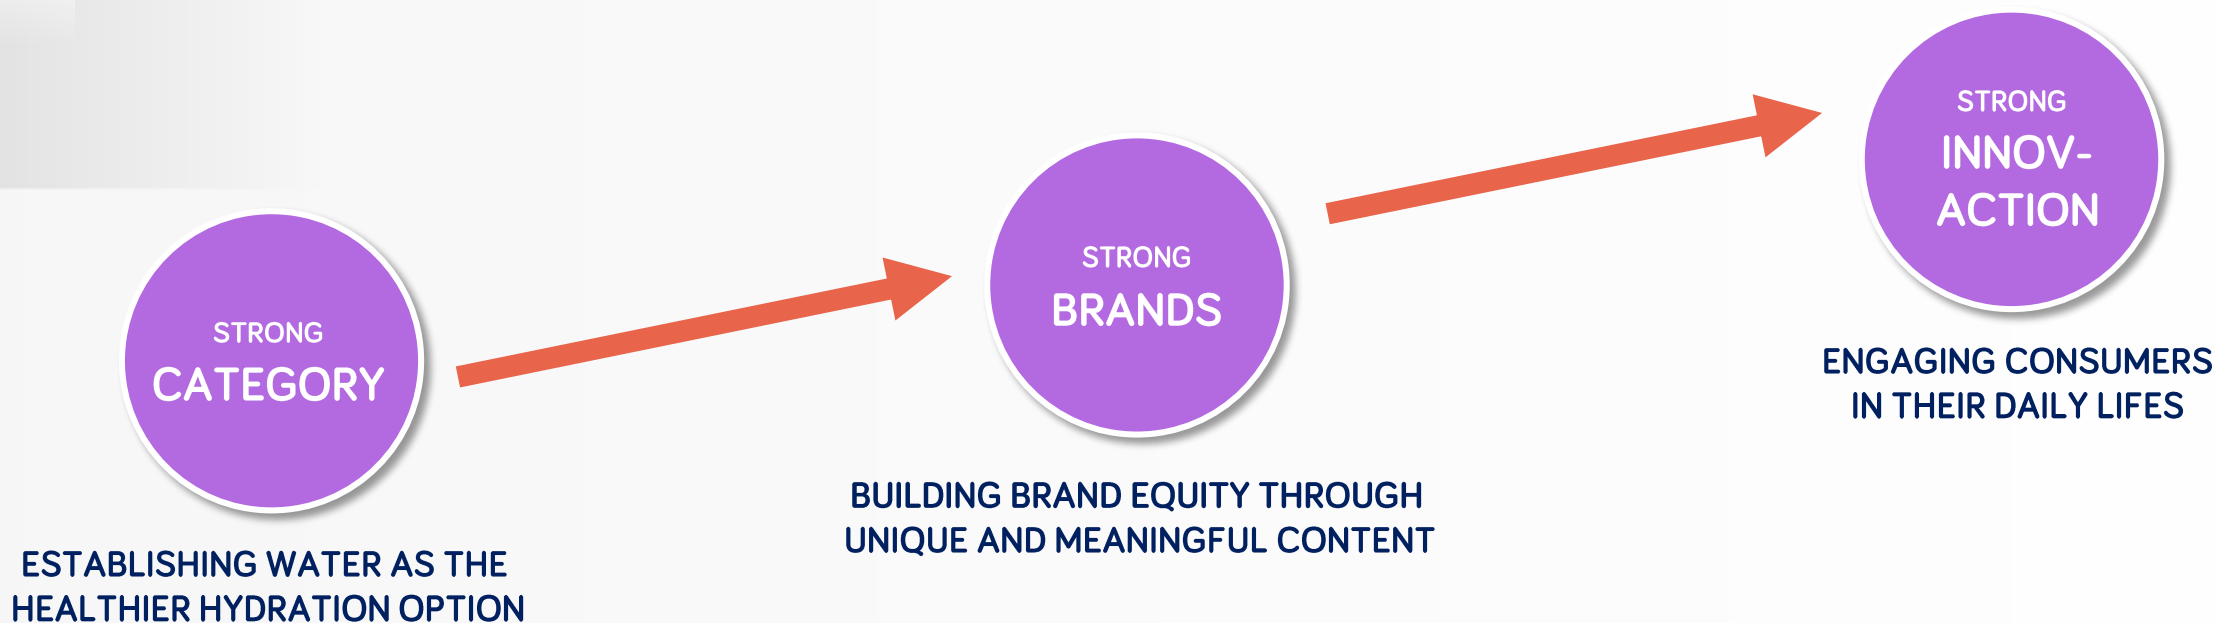 STRONG
CATEGORY
ESTABLISHING WATER AS THE
HEALTHIER HYDRATION OPTION
STRONG
BRANDS
BUILDING BRAND EQUITY THROUGH
UNIQUE AND MEANINGFUL CONTENT
STRONG
INNOV-
ACTION
ENGAGING CONSUMERS
IN THEIR DAILY LIFES